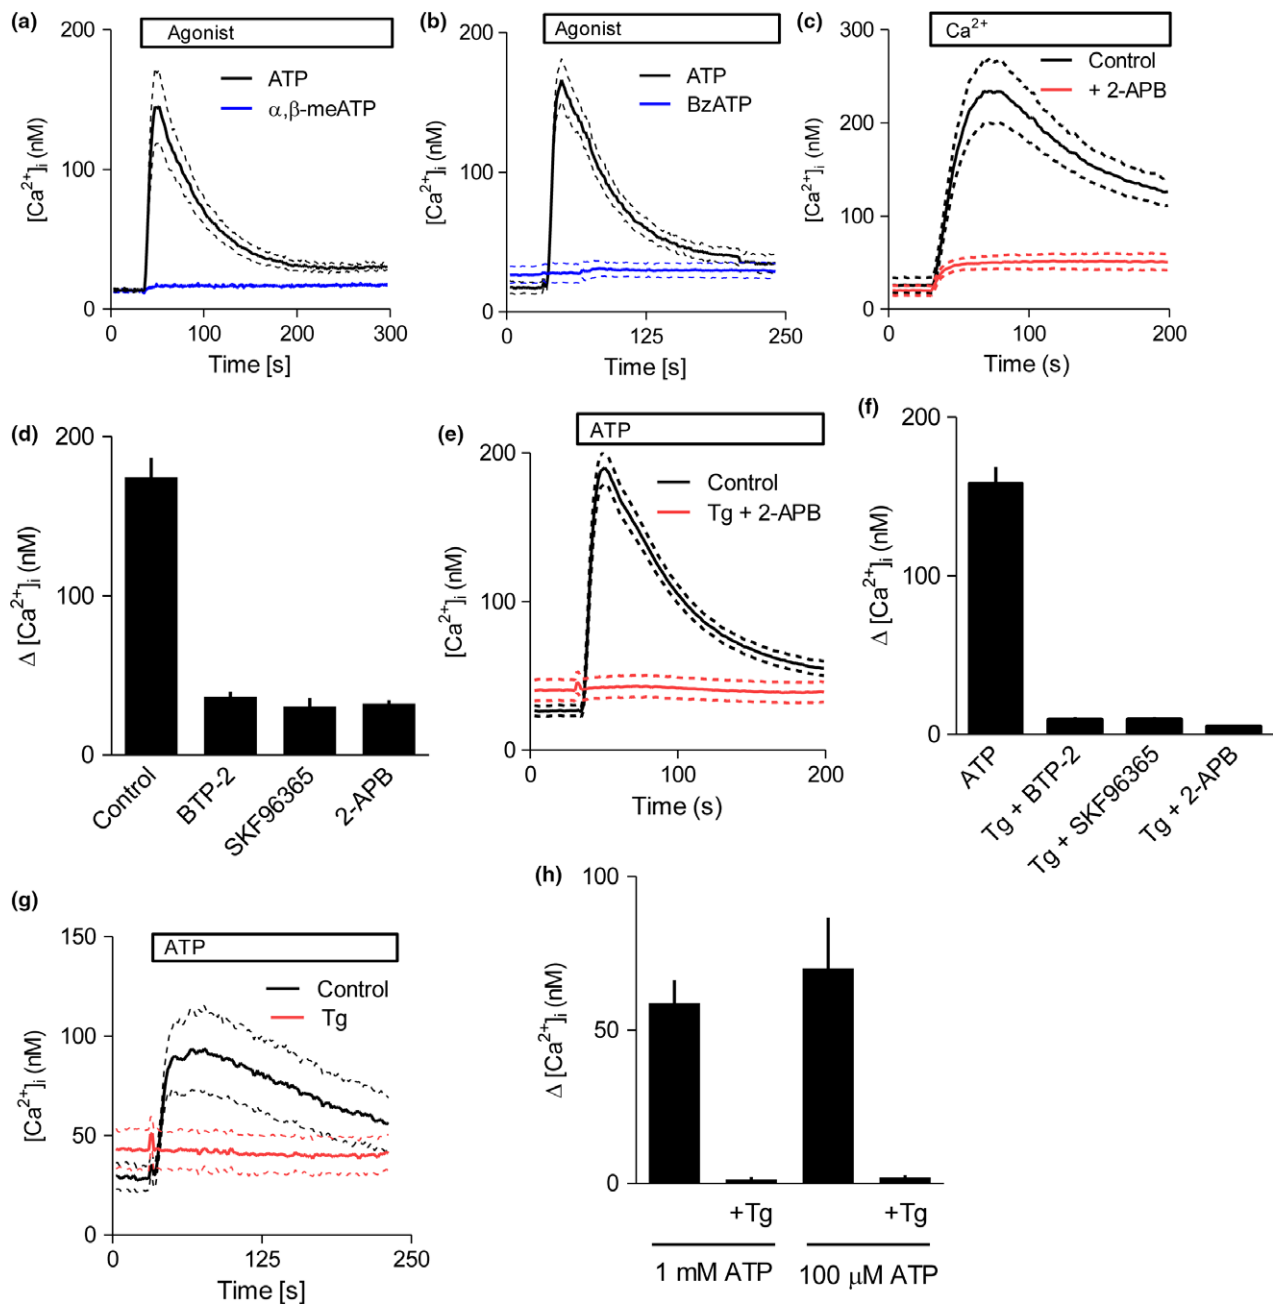 (a)
200
Agonist
ATP
α,β-meATP
100
[Ca²⁺]ᵢ (nM)
0
0 100 200 300
Time [s]
(b)
200
Agonist
ATP
BzATP
100
[Ca²⁺]ᵢ (nM)
0
0 125 250
Time [s]
(c)
300
Ca²⁺
Control
+ 2-APB
200
100
[Ca²⁺]ᵢ (nM)
0
0 100 200
Time (s)
(d)
200
100
Δ [Ca²⁺]ᵢ (nM)
0
Control
BTP-2
SKF96365
2-APB
(e)
ATP
200
Control
Tg + 2-APB
100
[Ca²⁺]ᵢ (nM)
0
0 100 200
Time (s)
(f)
200
100
Δ [Ca²⁺]ᵢ (nM)
0
ATP
Tg + BTP-2
Tg + SKF96365
Tg + 2-APB
(g)
150
ATP
Control
Tg
100
50
[Ca²⁺]ᵢ (nM)
0
0 125 250
Time [s]
(h)
100
50
Δ [Ca²⁺]ᵢ (nM)
0
+Tg +Tg
1 mM ATP 100 μM ATP